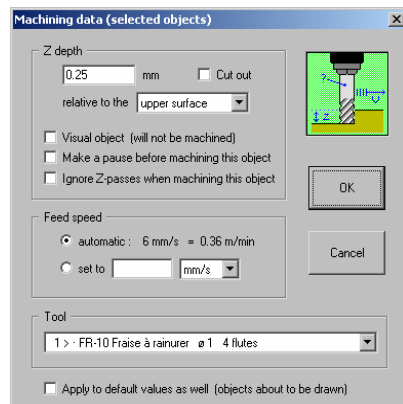 Machining data (selected objects)
Z depth
0.25 mm Cut out
relative to the upper surface
Visual object (will not be machined)
Make a pause before machining this object
Ignore Z-passes when machining this object
? V
Z
OK
Feed speed
automatic : 6 mm/s = 0.36 m/min
set to mm/s
Cancel
Tool
1 > · FR-10 Fraise à rainurer ø 1 4 flutes
Apply to default values as well (objects about to be drawn)